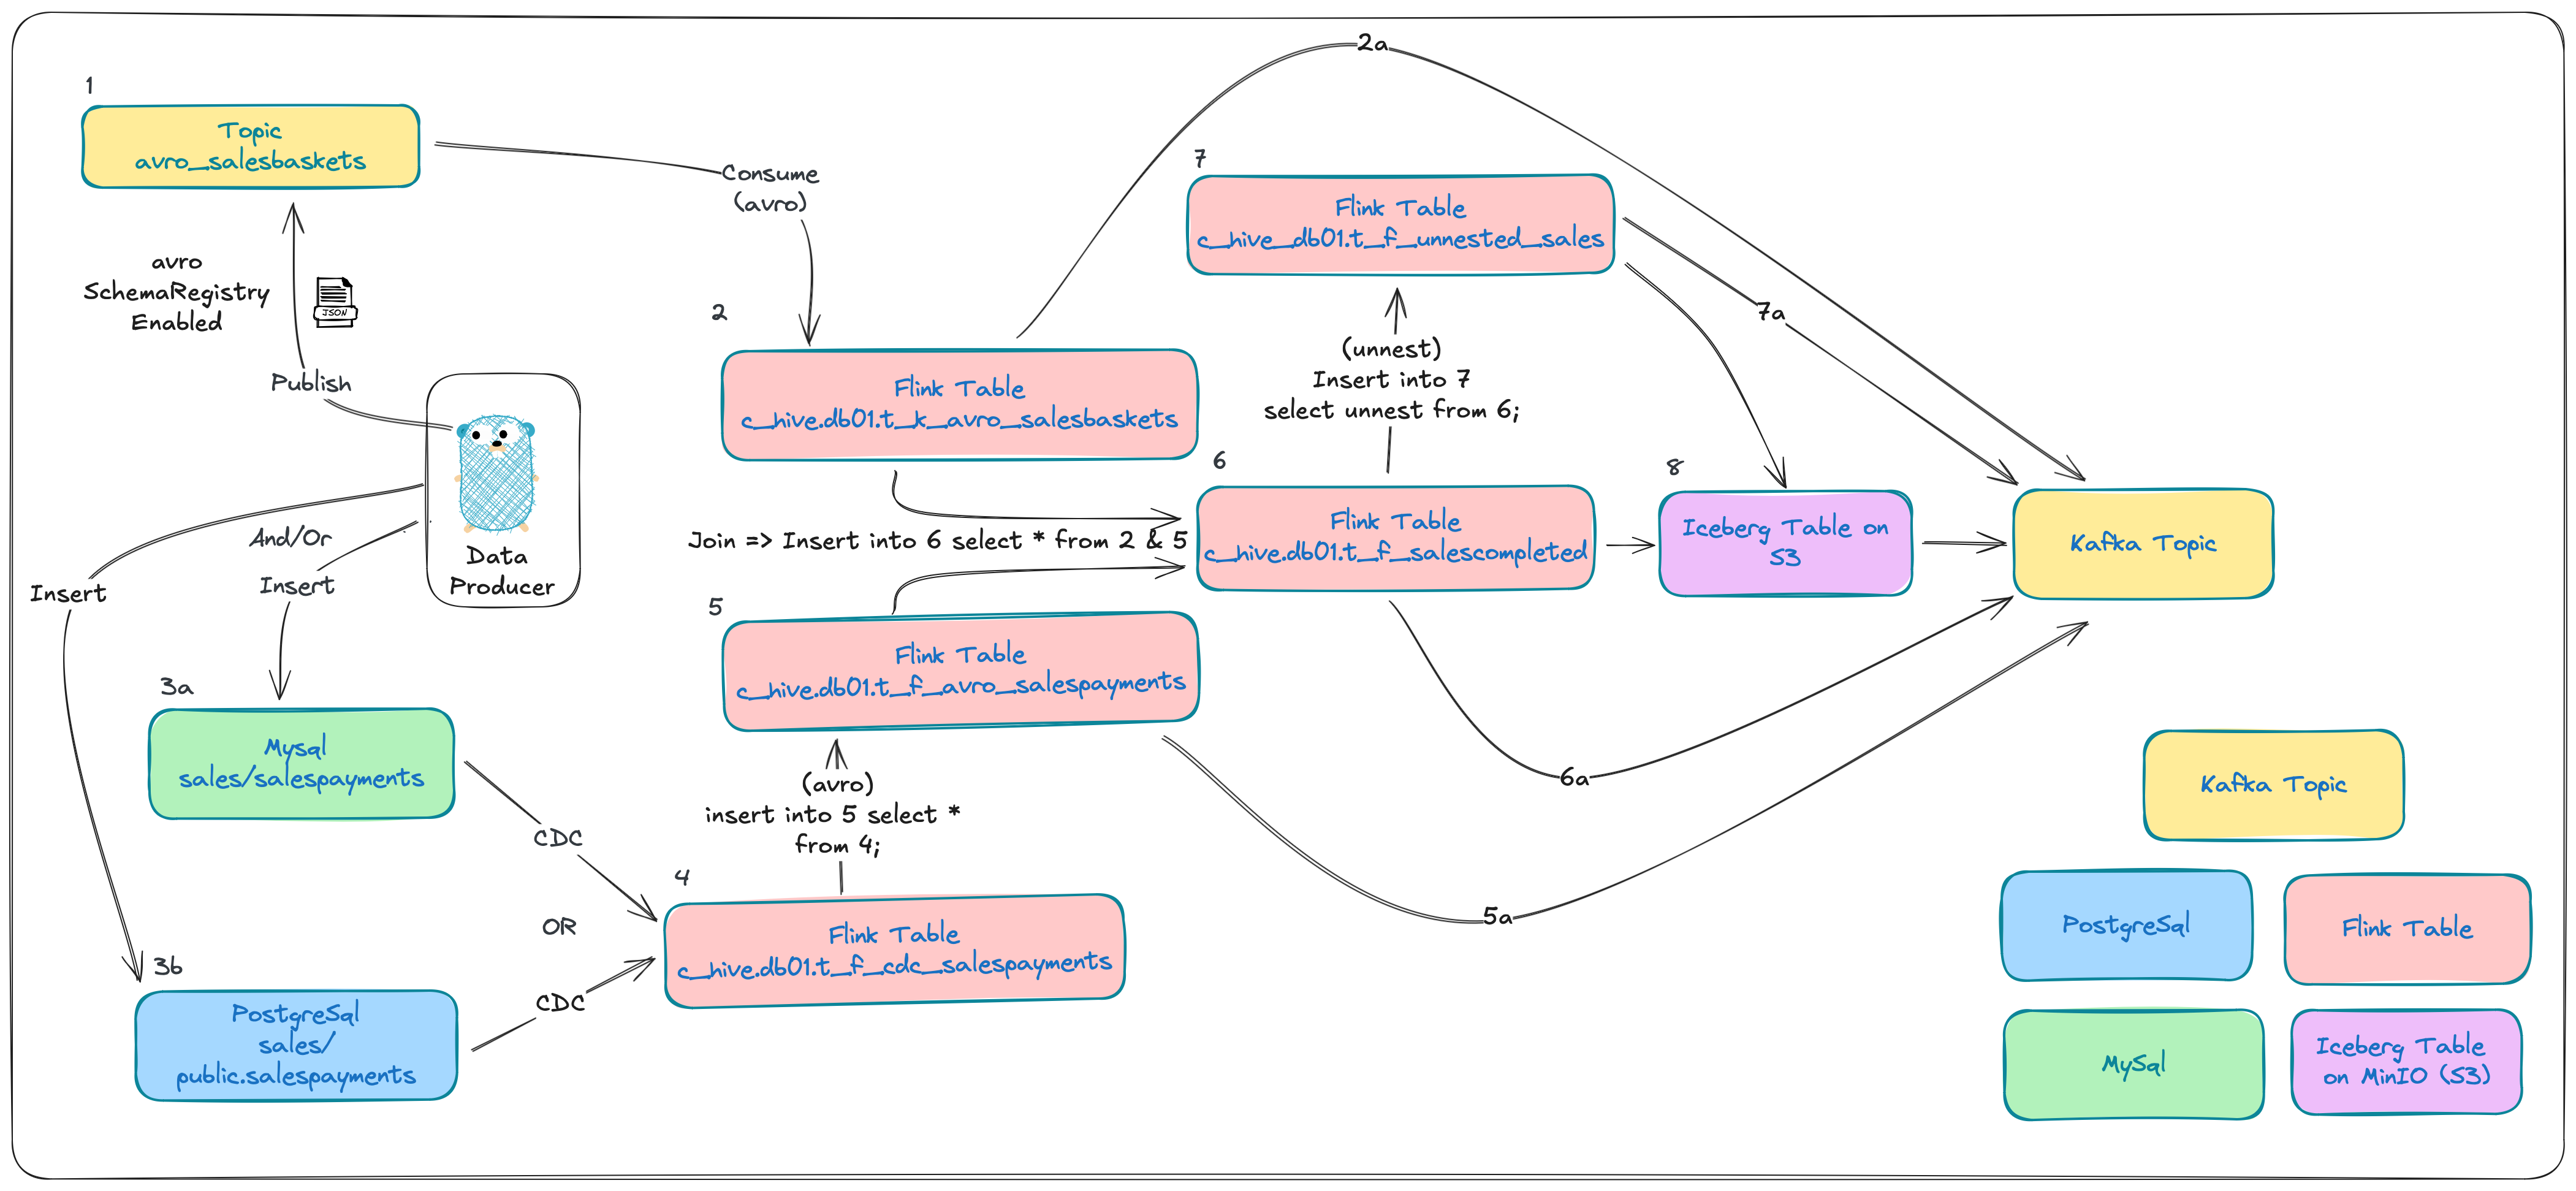 1
Topic
avro_salesbaskets
avro
SchemaRegistry
Enabled
JSON
Publish
Consume
(avro)
Data
Producer
And/Or
Insert
Insert
3a
Mysql
sales/salespayments
3b
PostgreSql
sales/
public.salespayments
CDC
OR
CDC
2
Flink Table
c_hive.db01.t_k_avro_salesbaskets
Join => Insert into 6 select * from 2 & 5
5
Flink Table
c_hive.db01.t_f_avro_salespayments
(avro)
insert into 5 select *
from 4;
4
Flink Table
c_hive.db01.t_f_cdc_salespayments
2a
7
Flink Table
c_hive_db01.t_f_unnested_sales
(unnest)
Insert into 7
select unnest from 6;
6
Flink Table
c_hive.db01.t_f_salescompleted
7a
8
Iceberg Table on
S3
Kafka Topic
6a
5a
Kafka Topic
PostgreSql
Flink Table
MySql
Iceberg Table
on MinIO (S3)